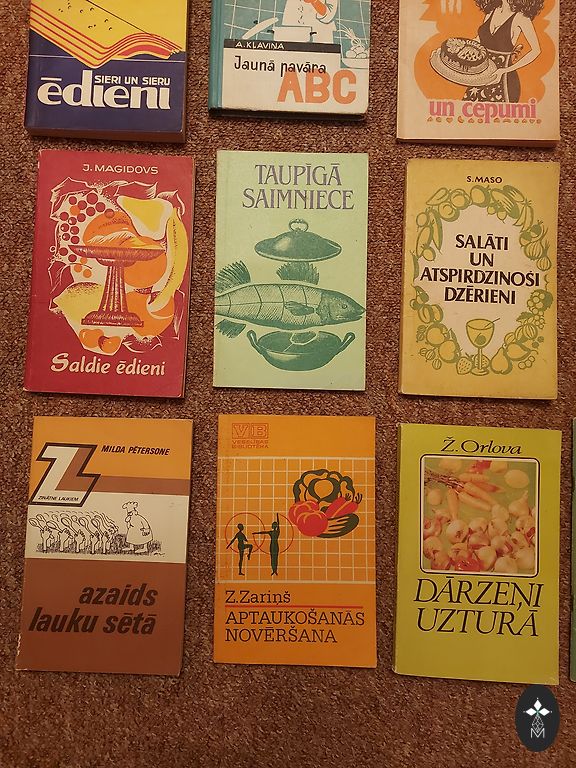 SIERI UN SIERU
ēdieni
A. KĻAVIŅA
Jaunā pavāra
ABC
un cepumi
J. MAGIDOVS
Saldie ēdieni
TAUPĪGĀ
SAIMNIECE
S. MASO
SALĀTI
UN
ATSPIRDZINOŠI
DZĒRIENI
MILDA PĒTERSONE
ZINĀTNE LAUKIEM
azaids
lauku sētā
VB
VESELĪBAS
BIBLIOTĒKA
Z. Zariņš
APTAUKOŠANĀS
NOVĒRŠANA
Ž. Orlova
DĀRZEŅI
UZTURĀ
M